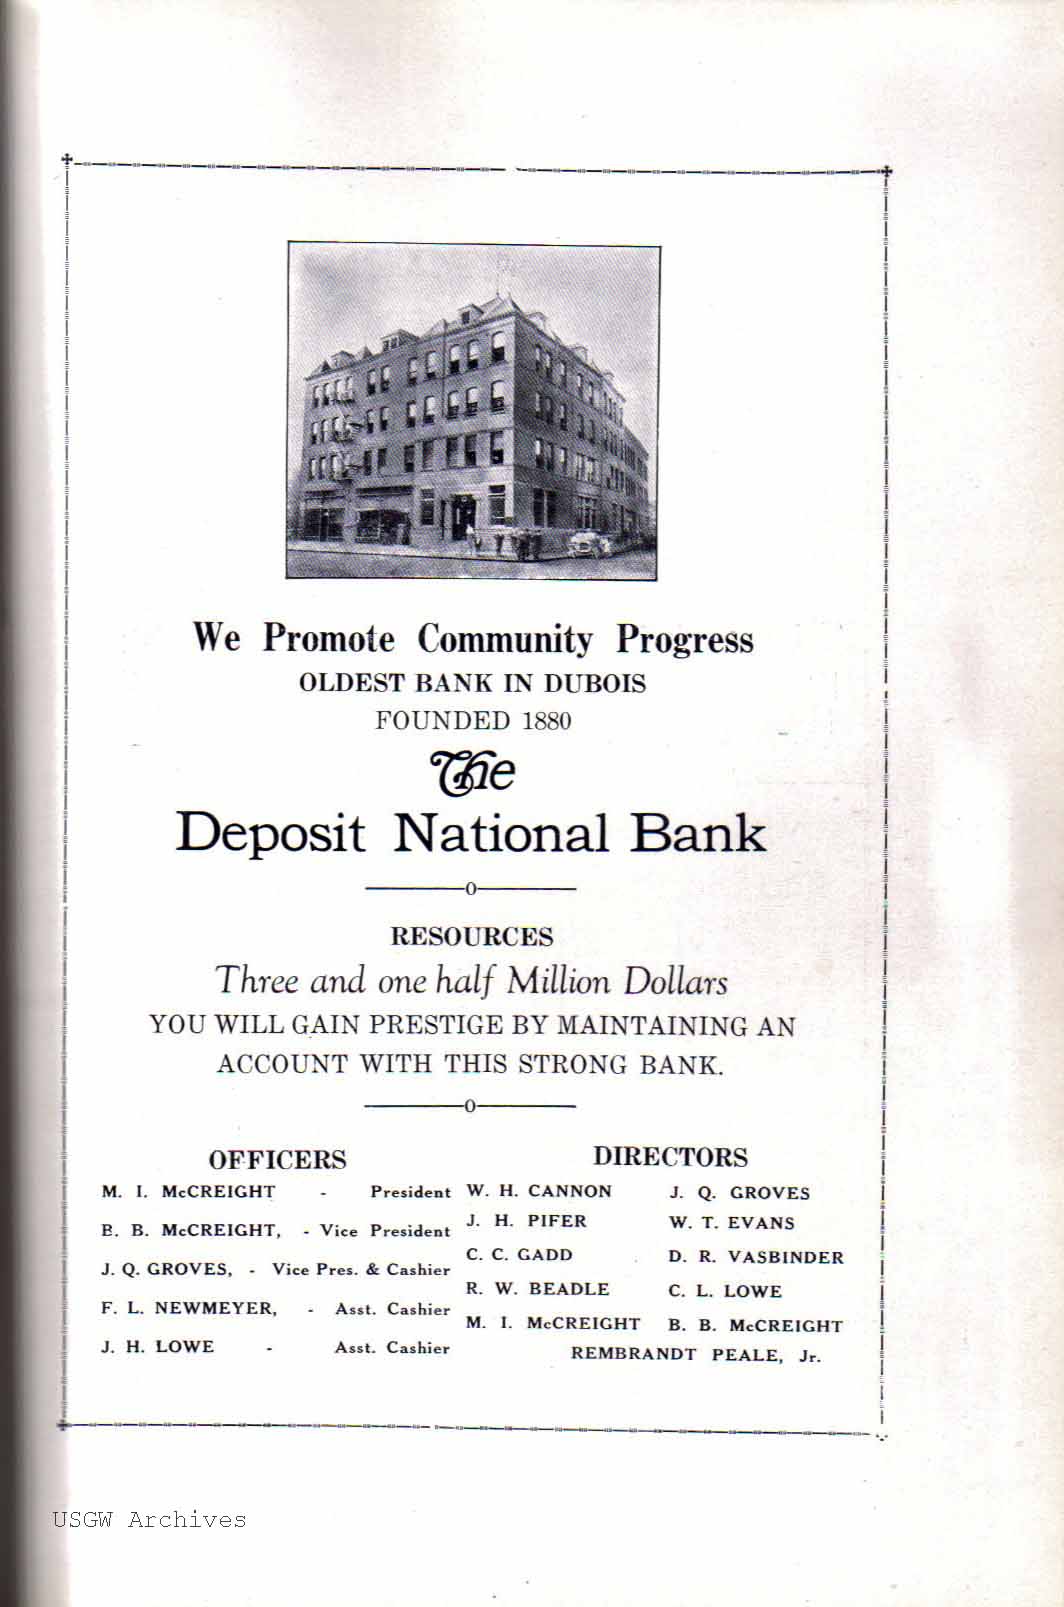 We Promote Community Progress
OLDEST BANK IN DUBOIS
FOUNDED 1880
The
Deposit National Bank
o
RESOURCES
Three and one half Million Dollars
YOU WILL GAIN PRESTIGE BY MAINTAINING AN
ACCOUNT WITH THIS STRONG BANK.
o
OFFICERS
M. I. McCREIGHT - President
B. B. McCREIGHT, - Vice President
J. Q. GROVES, - Vice Pres. & Cashier
F. L. NEWMEYER, - Asst. Cashier
J. H. LOWE - Asst. Cashier
DIRECTORS
W. H. CANNON J. Q. GROVES
J. H. PIFER W. T. EVANS
C. C. GADD D. R. VASBINDER
R. W. BEADLE C. L. LOWE
M. I. McCREIGHT B. B. McCREIGHT
REMBRANDT PEALE, Jr.
USGW Archives